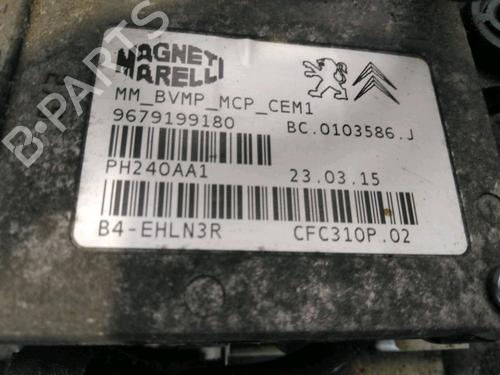 MAGNETI
MARELLI
MM_BVMP_MCP_CEM1
9679199180
BC.0103586.J
PH240AA1
23.03.15
B4-EHLN3R
CFC310P.02
B-PARTS